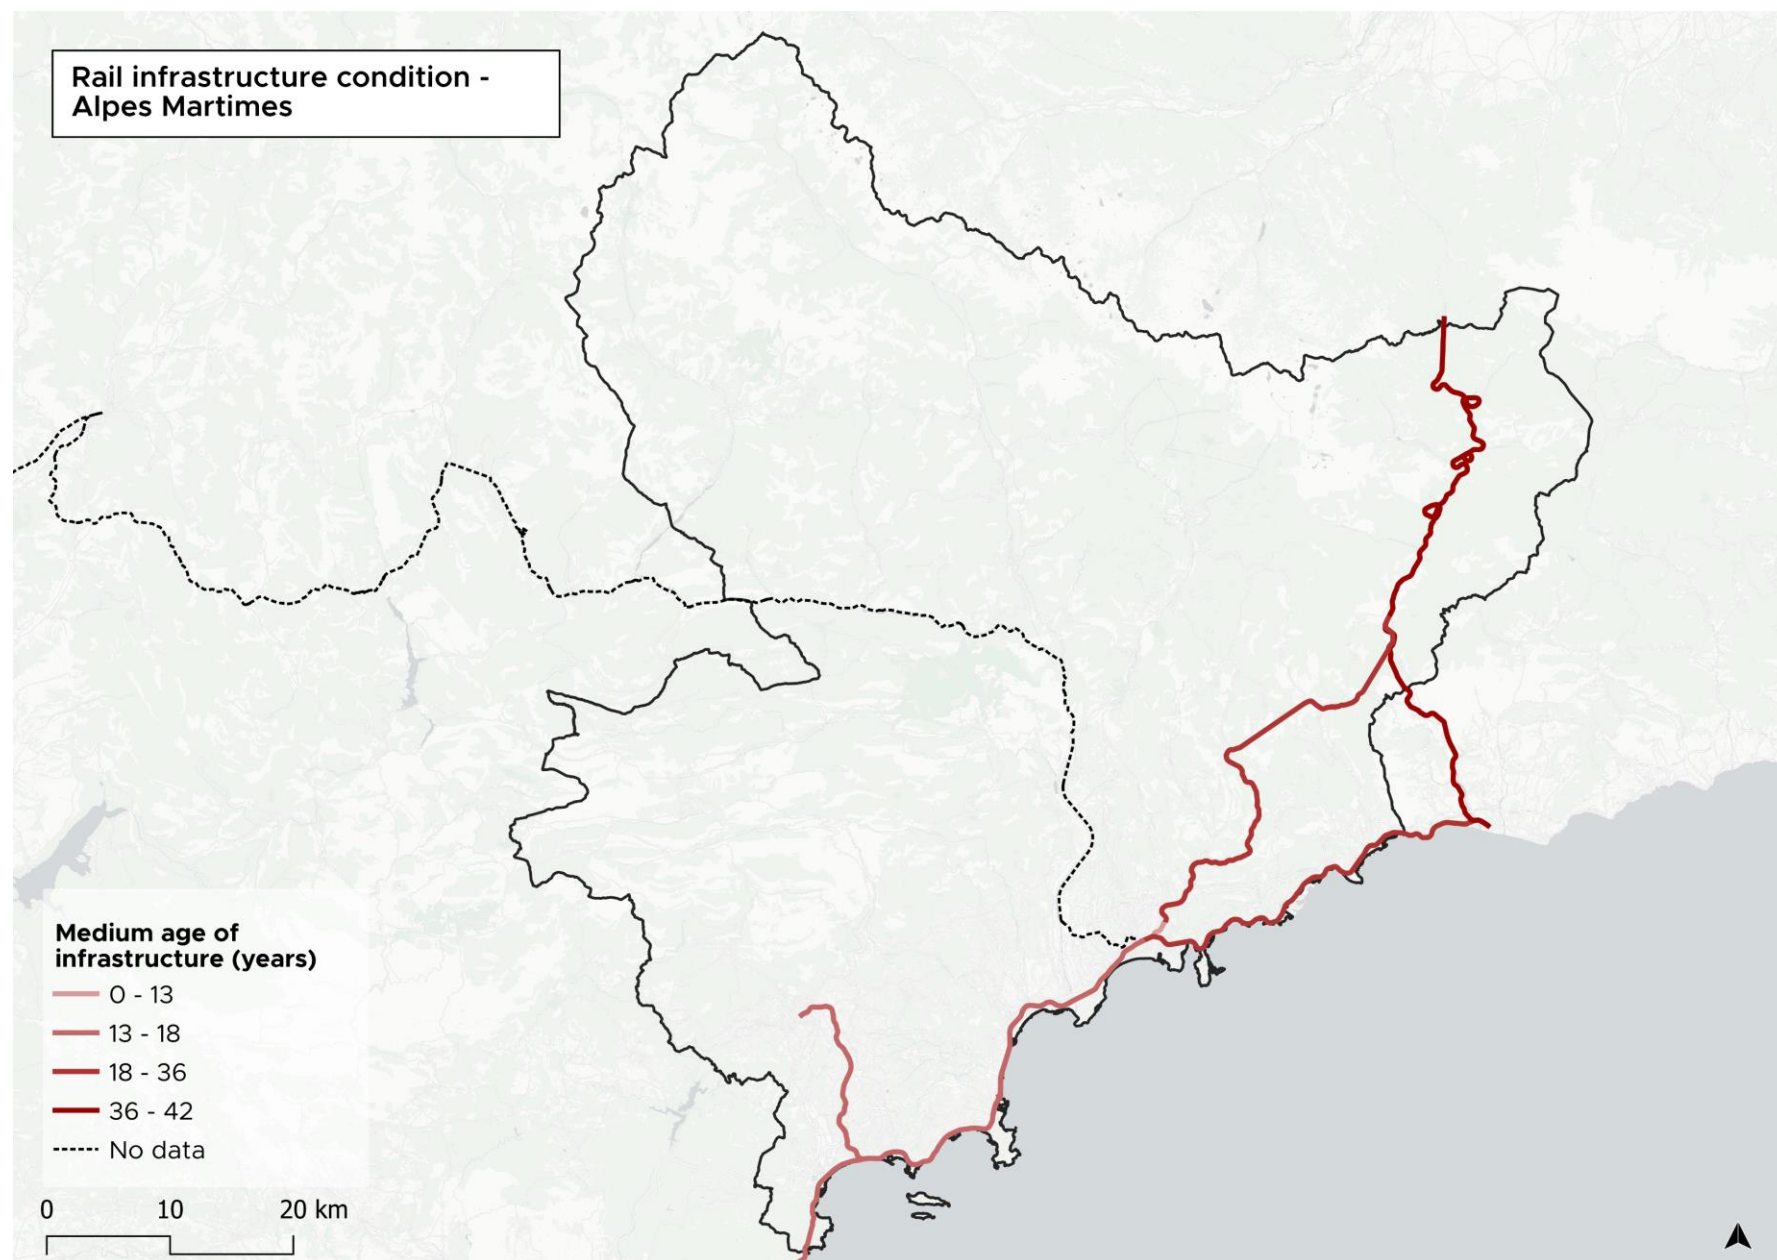 Rail infrastructure condition -
Alpes Martimes
Medium age of
infrastructure (years)
0 - 13
13 - 18
18 - 36
36 - 42
No data
0 10 20 km